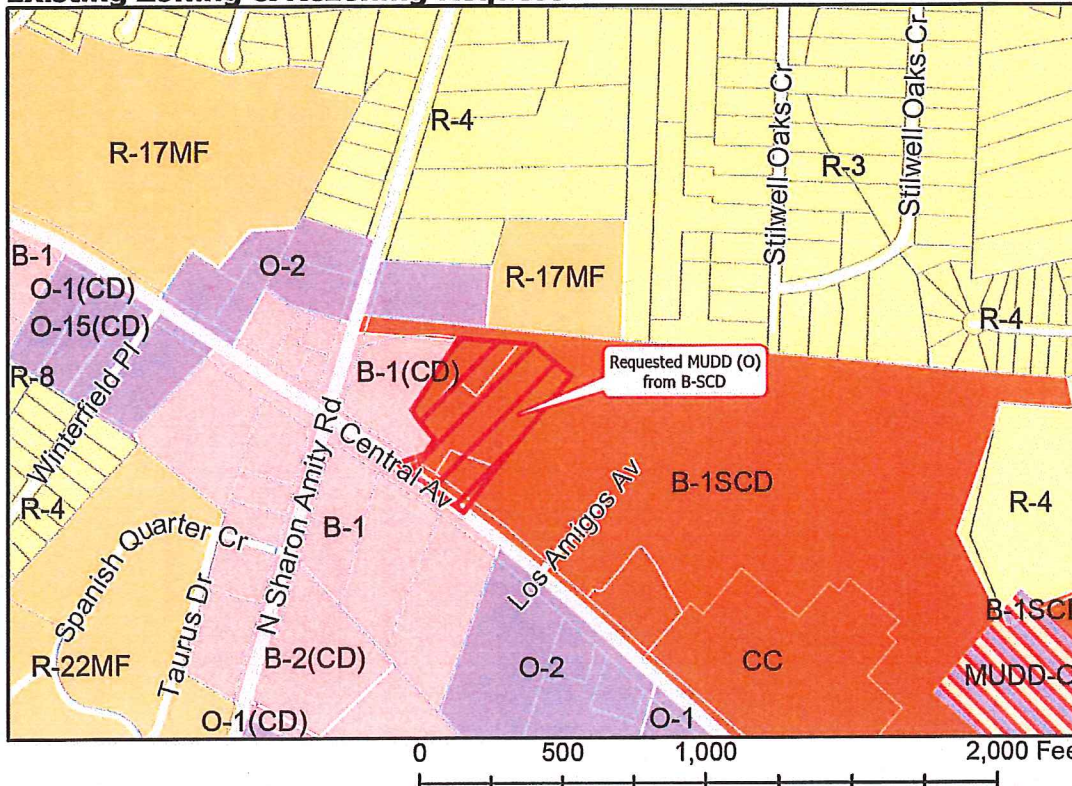 R-4
R-17MF
Stilwell Oaks Cr
Stilwell Oaks Cr
R-3
B-1
O-1(CD)
O-2
R-17MF
O-15(CD)
R-4
R-8
B-1(CD)
Requested MUDD (O)
from B-SCD
Winterfield Pl
N Sharon Amity Rd
Central Av
B-1SCD
R-4
R-4
B-1
Spanish Quarter Cr
Los Amigos Av
Taurus Dr
R-22MF
B-2(CD)
O-2
CC
O-1(CD)
O-1
0
500
1,000